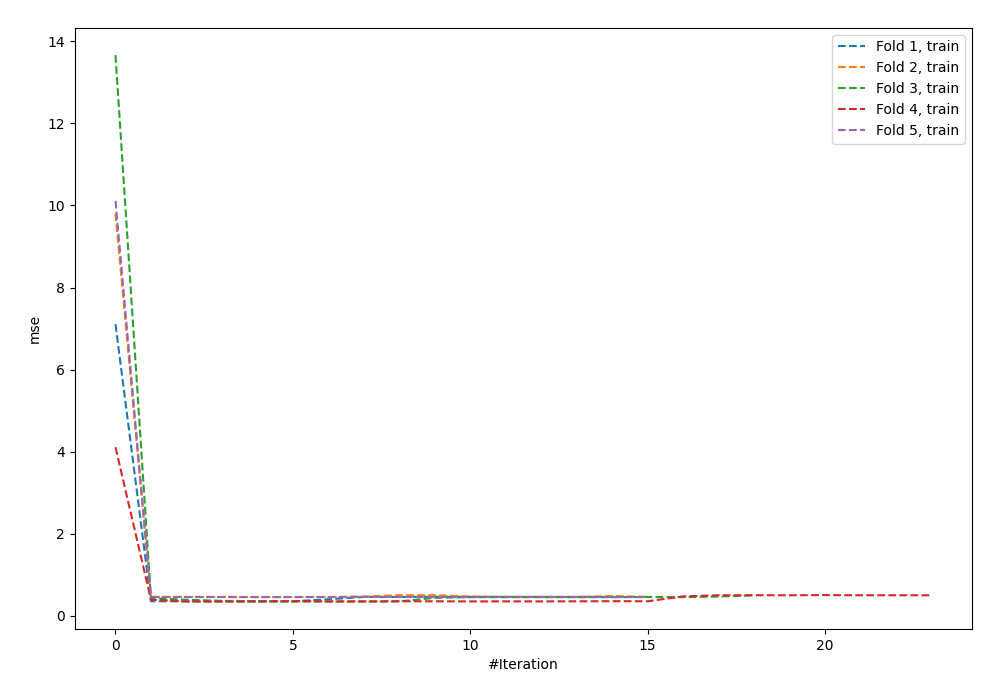 14
12
10
8
6
4
2
0
mse
0
5
10
15
20
#Iteration
Fold 1, train
Fold 2, train
Fold 3, train
Fold 4, train
Fold 5, train